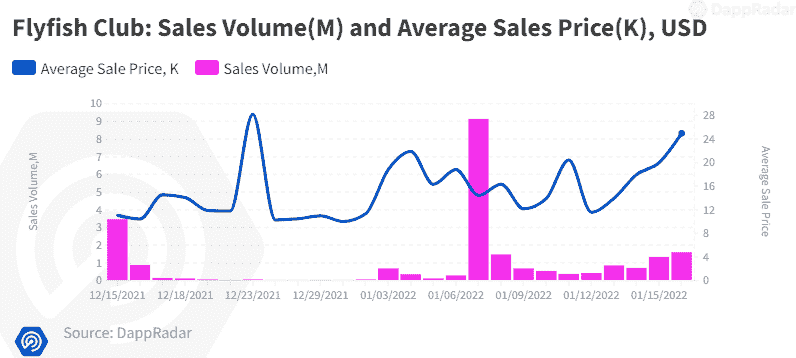 DappRadar
Flyfish Club: Sales Volume(M) and Average Sales Price(K), USD
Average Sale Price, K Sales Volume,M
10
9
8
7
6
5
4
3
2
1
0
Sales Volume,M
28
24
20
16
12
8
4
0
Average Sale Price
12/15/2021 12/18/2021 12/23/2021 12/29/2021 01/03/2022 01/06/2022 01/09/2022 01/12/2022 01/15/2022
Source: DappRadar